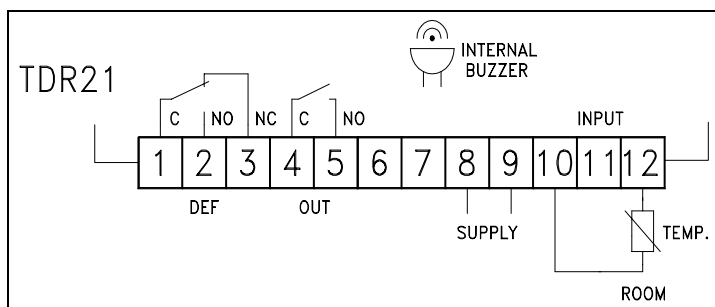 INTERNAL
BUZZER
TDR21
C NO NC C NO INPUT
1 2 3 4 5 6 7 8 9 10 11 12
DEF OUT
SUPPLY TEMP.
ROOM